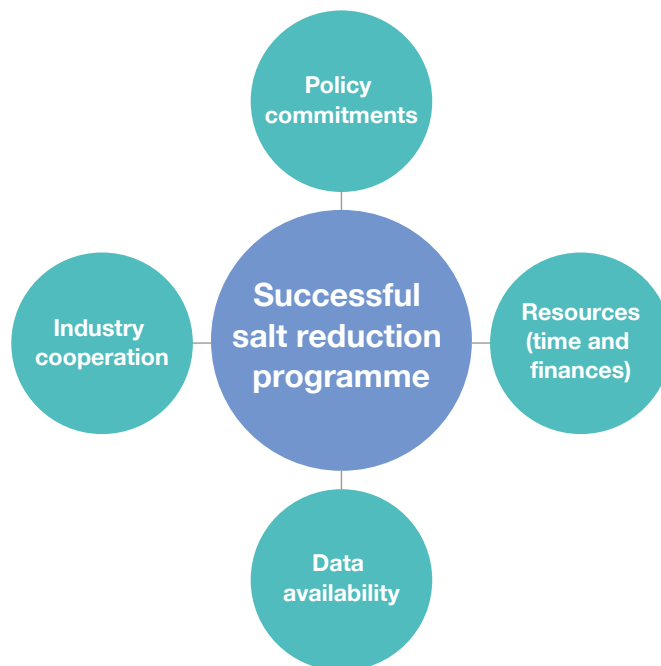 Policy
commitments
Industry
cooperation
Successful
salt reduction
programme
Resources
(time and
finances)
Data
availability